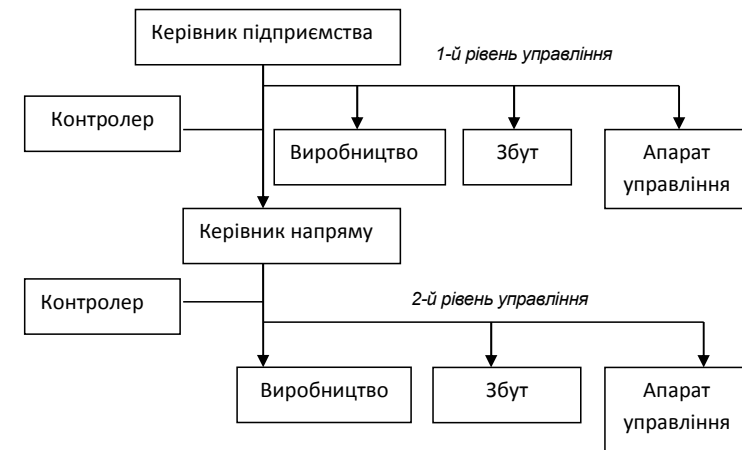 Керівник підприємства
1-й рівень управління
Контролер
Виробництво
Збут
Апарат
управління
Керівник напряму
Контролер
2-й рівень управління
Виробництво
Збут
Апарат
управління